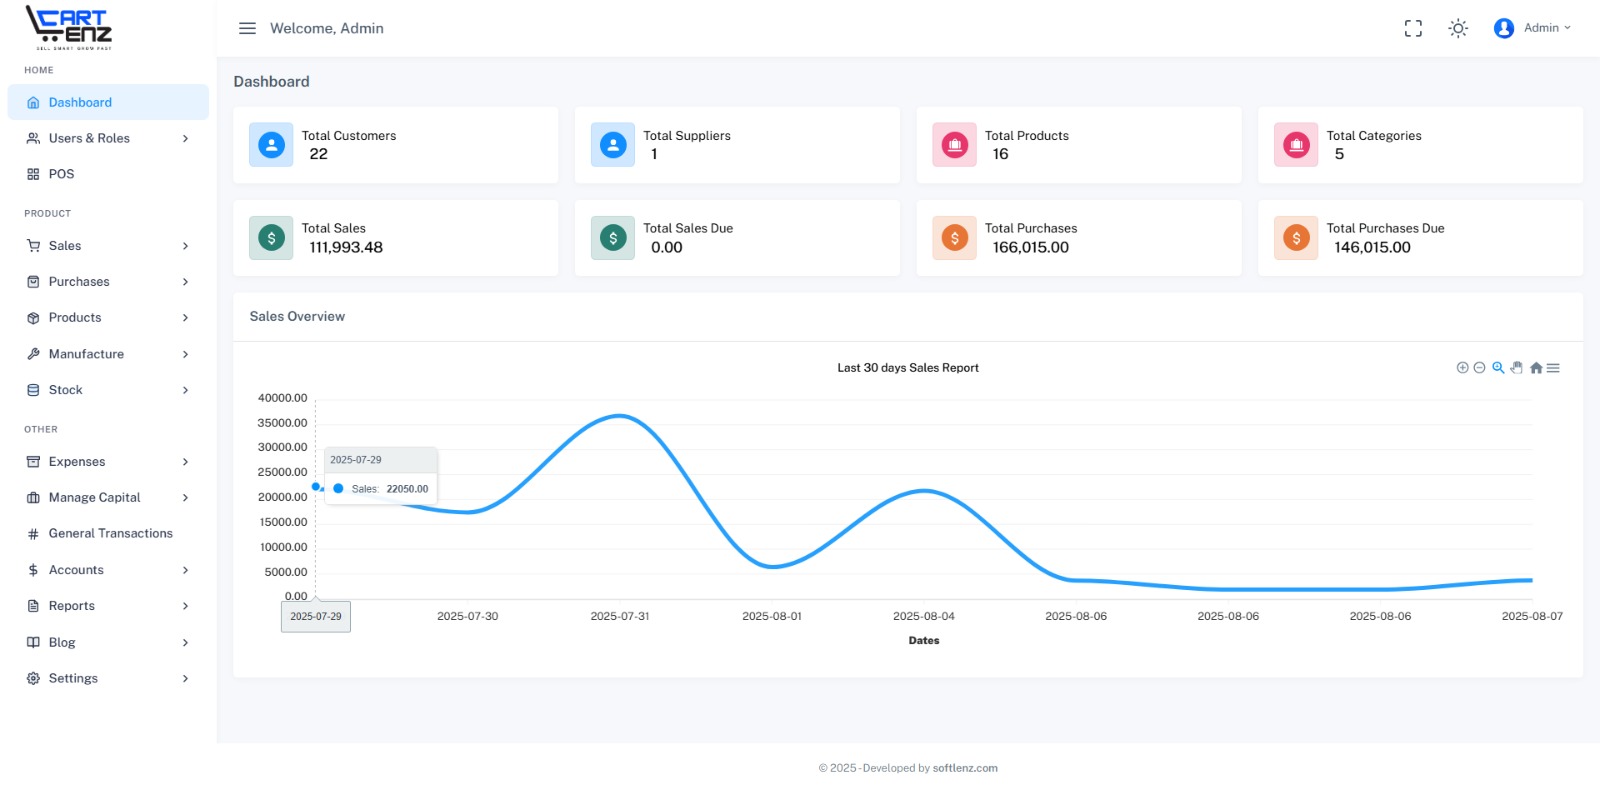 CART
LENZ
SELL SMART GROW FAST
HOME
Dashboard
Users & Roles
POS
PRODUCT
Sales
Purchases
Products
Manufacture
Stock
OTHER
Expenses
Manage Capital
General Transactions
Accounts
Reports
Blog
Settings
Welcome, Admin
Admin
Dashboard
Total Customers
22
Total Suppliers
1
Total Products
16
Total Categories
5
Total Sales
111,993.48
Total Sales Due
0.00
Total Purchases
166,015.00
Total Purchases Due
146,015.00
Sales Overview
Last 30 days Sales Report
40000.00
35000.00
30000.00
25000.00
20000.00
15000.00
10000.00
5000.00
0.00
2025-07-29
Sales: 22050.00
2025-07-29
2025-07-30
2025-07-31
2025-08-01
2025-08-04
2025-08-06
2025-08-06
2025-08-06
2025-08-07
Dates
© 2025 - Developed by softlenz.com